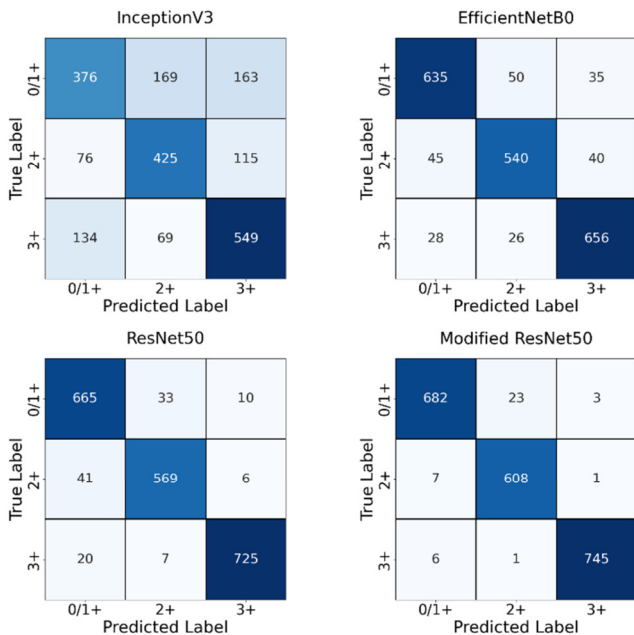 InceptionV3
True Label
0/1+
2+
3+
376 169 163
76 425 115
134 69 549
0/1+ 2+ 3+
Predicted Label
EfficientNetB0
True Label
0/1+
2+
3+
635 50 35
45 540 40
28 26 656
0/1+ 2+ 3+
Predicted Label
ResNet50
True Label
0/1+
2+
3+
665 33 10
41 569 6
20 7 725
0/1+ 2+ 3+
Predicted Label
Modified ResNet50
True Label
0/1+
2+
3+
682 23 3
7 608 1
6 1 745
0/1+ 2+ 3+
Predicted Label